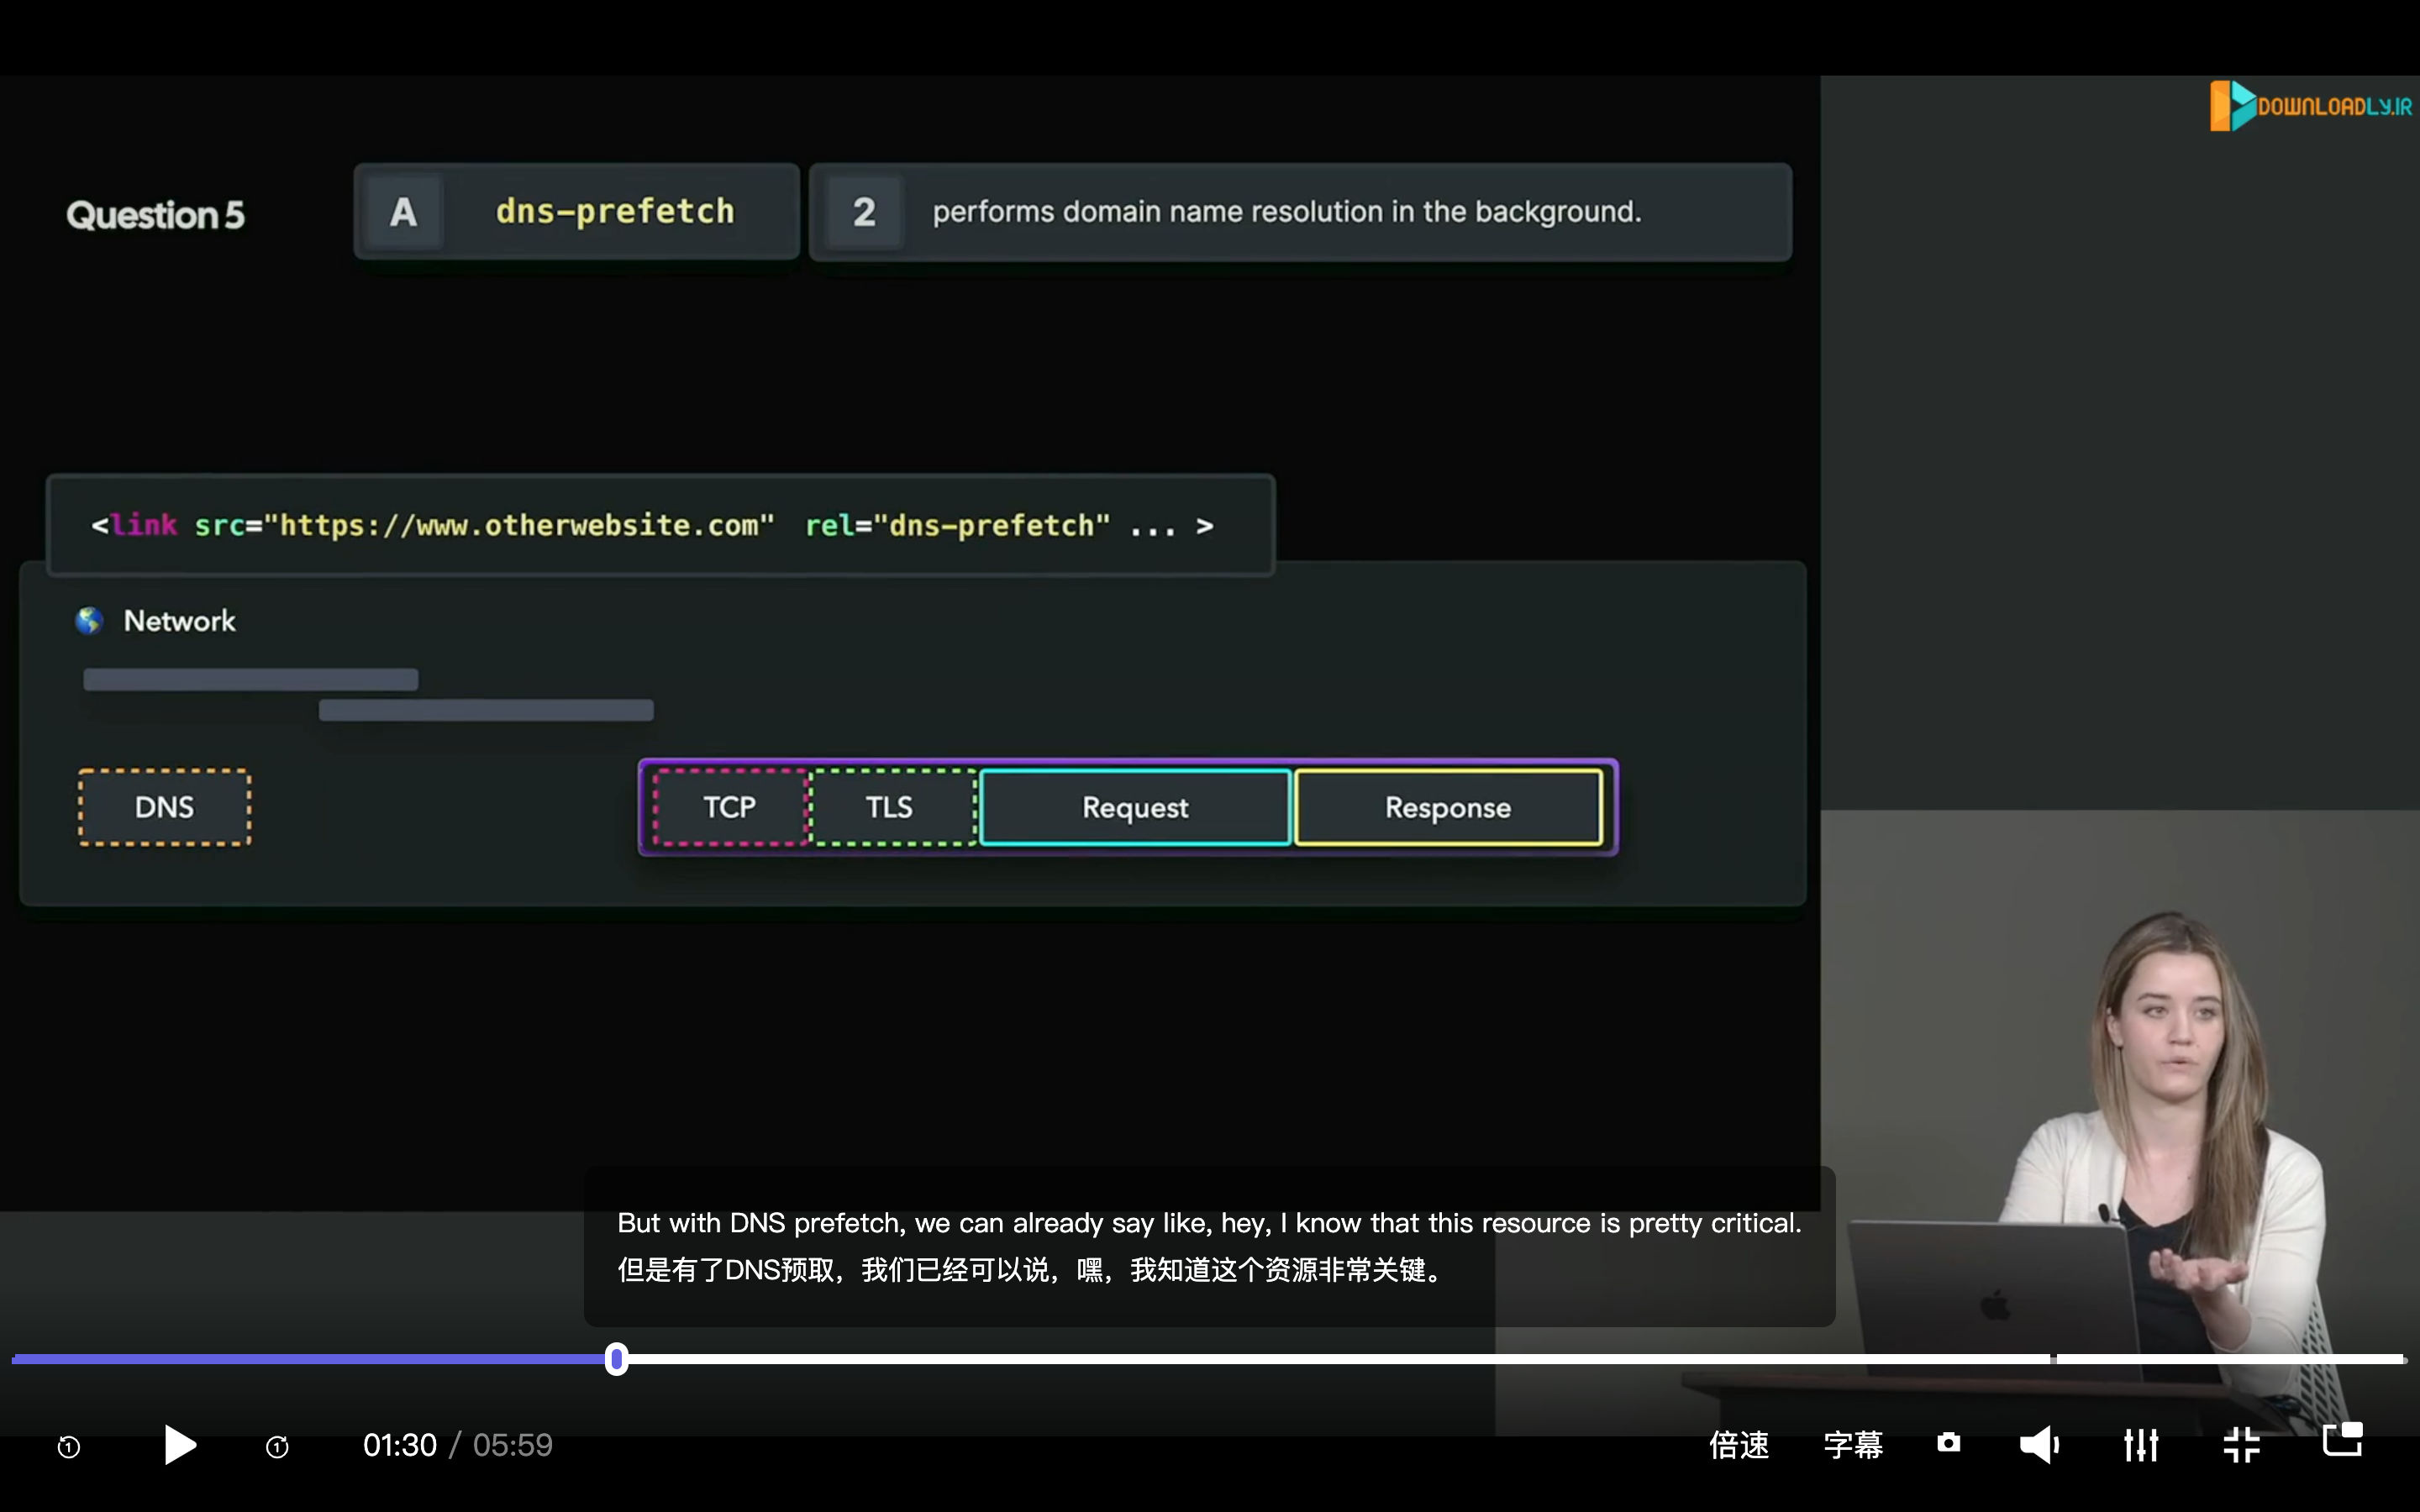 DOWNLOADLY.IR
Question 5
A dns-prefetch
2 performs domain name resolution in the background.
<link src="https://www.otherwebsite.com" rel="dns-prefetch" ... >
Network
DNS TCP TLS Request Response
But with DNS prefetch, we can already say like, hey, I know that this resource is pretty critical.
但是有了DNS预取，我们已经可以说，嘿，我知道这个资源非常关键。
1 1 01:30 / 05:59 倍速 字幕